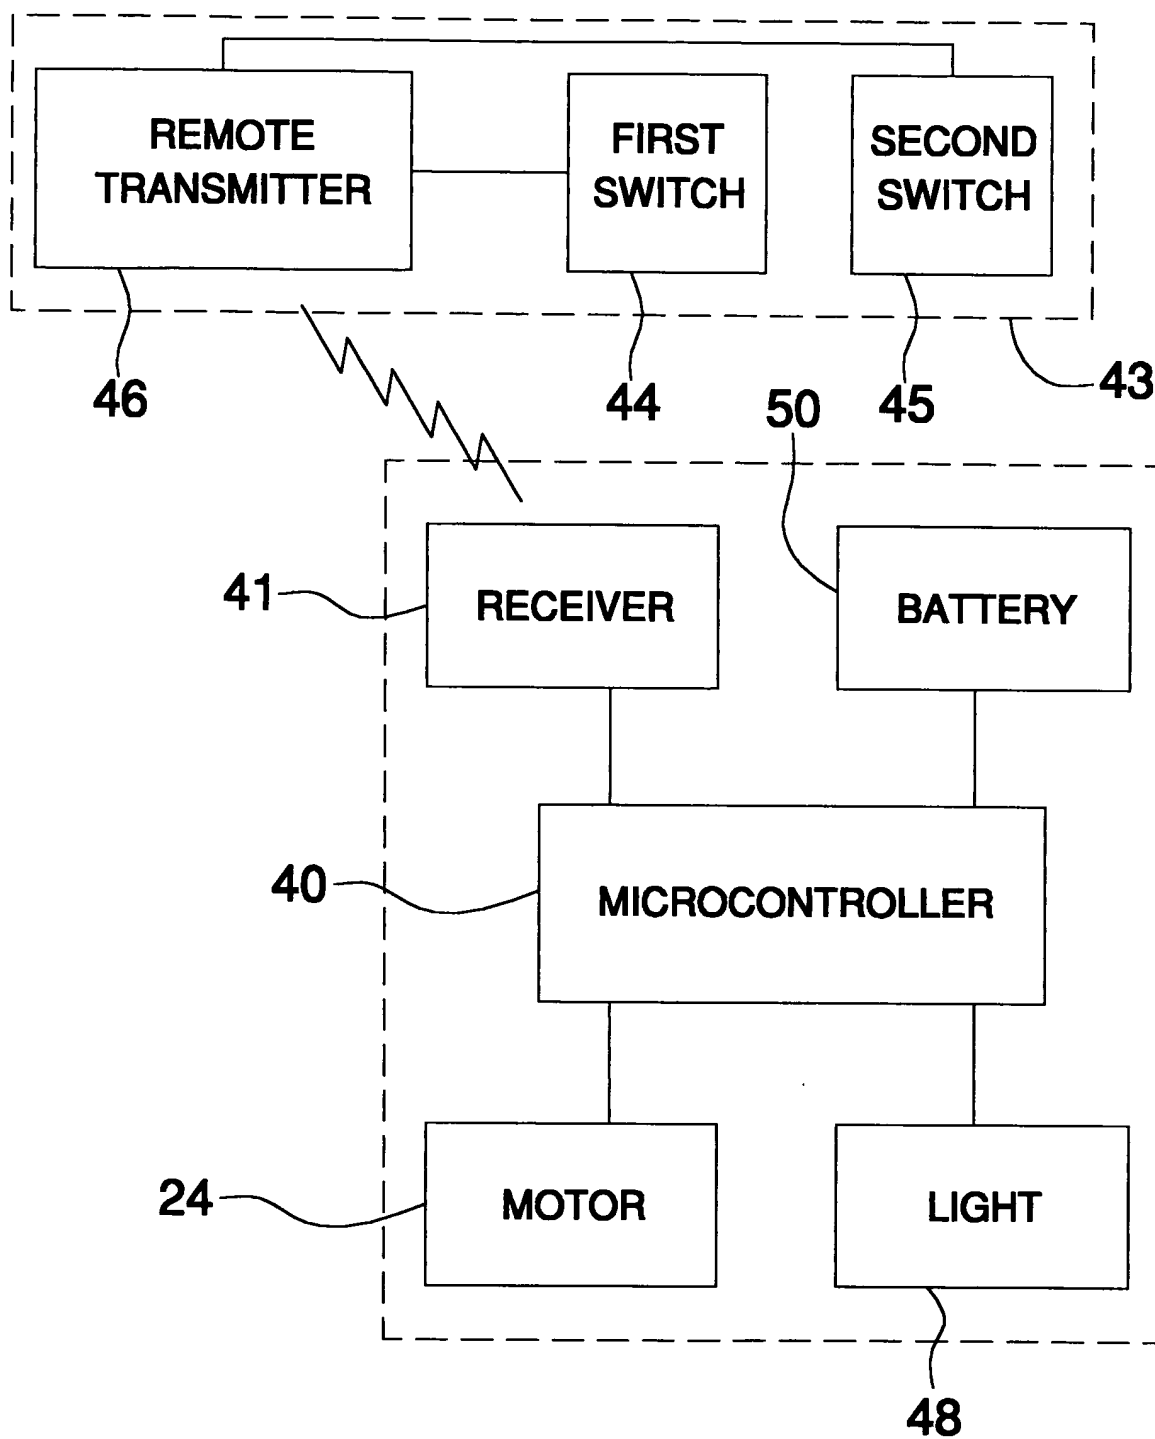 REMOTE
TRANSMITTER
FIRST
SWITCH
SECOND
SWITCH
46
44
45
43
50
41
RECEIVER
BATTERY
40
MICROCONTROLLER
24
MOTOR
LIGHT
48